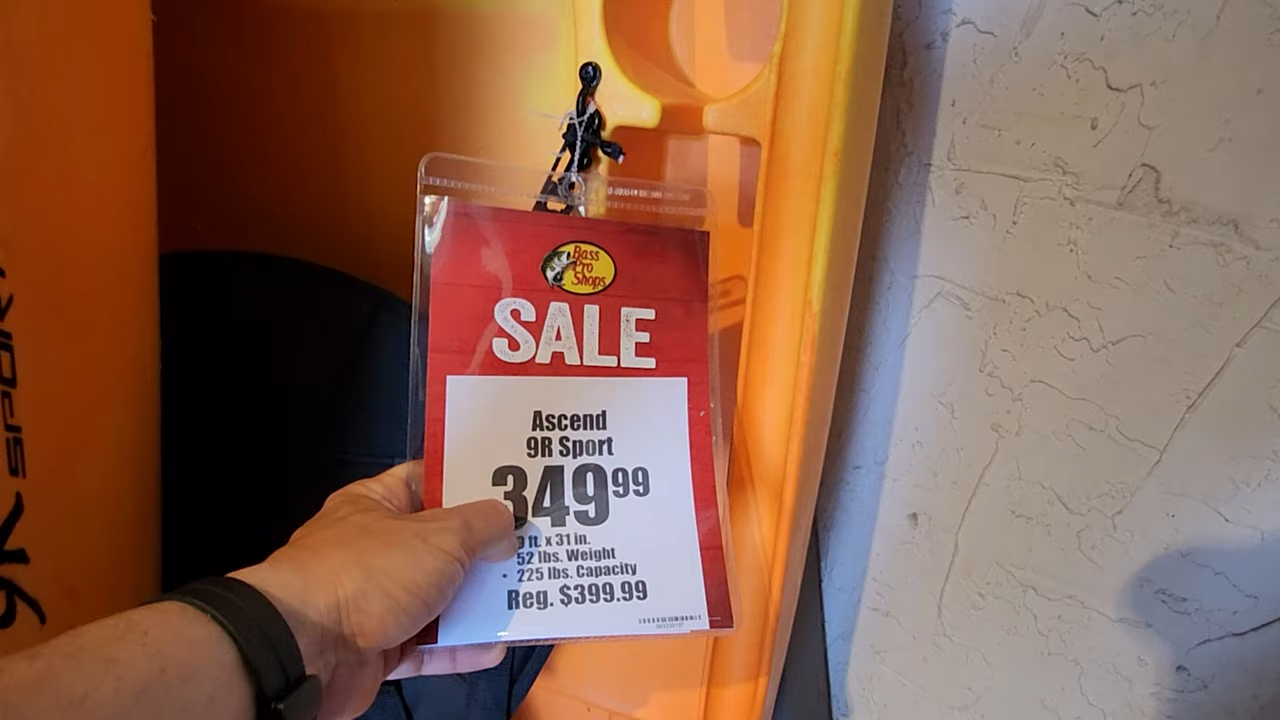 Bass
Pro
Shops
SALE
Ascend
9R Sport
349 99
9 ft. x 31 in.
52 lbs. Weight
• 225 lbs. Capacity
Reg. $399.99
9R SPORT